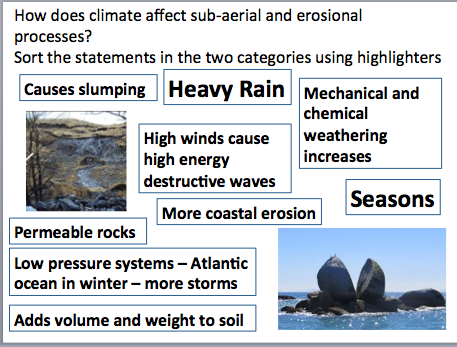 How does climate affect sub-aerial and erosional
processes?
Sort the statements in the two categories using highlighters
Causes slumping
Heavy Rain
Mechanical and
chemical
weathering
increases
High winds cause
high energy
destructive waves
Seasons
More coastal erosion
Permeable rocks
Low pressure systems – Atlantic
ocean in winter – more storms
Adds volume and weight to soil